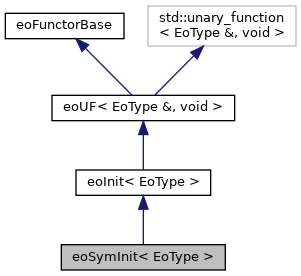 eoFunctorBase
std::unary_function
< EoType &, void >
eoUF< EoType &, void >
eoInit< EoType >
eoSymInit< EoType >